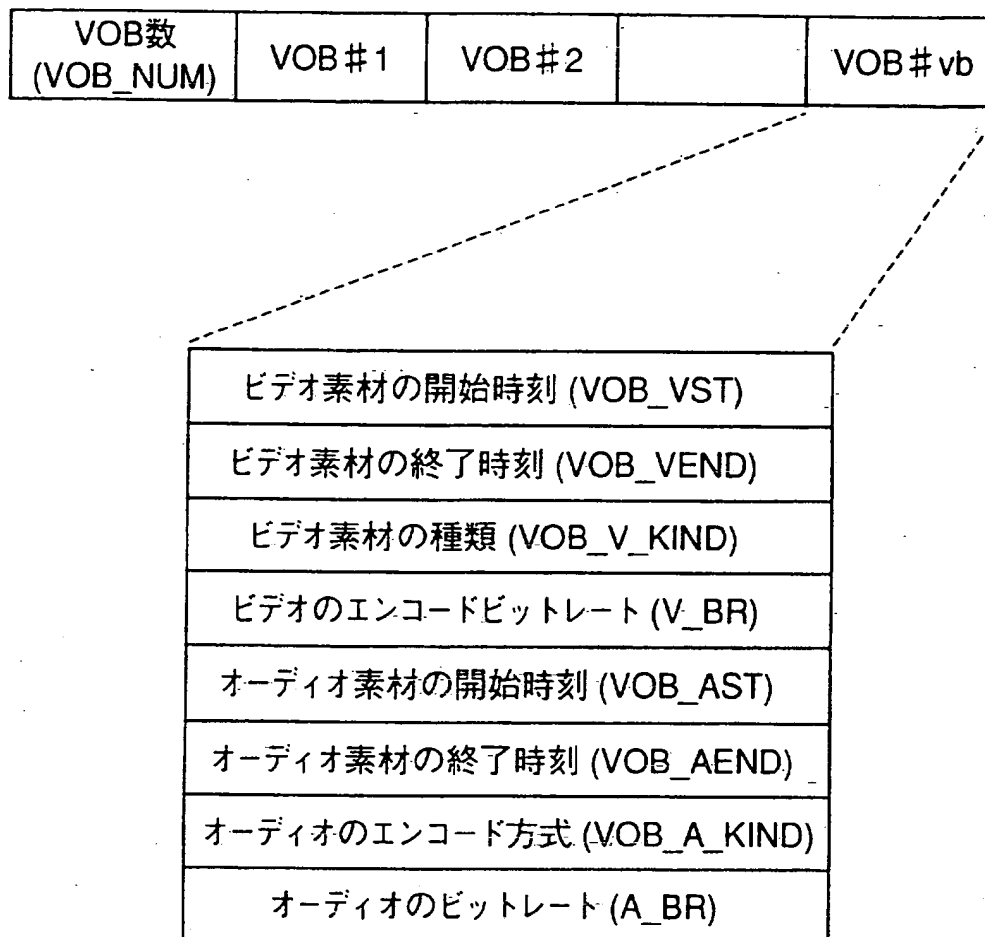 VOB数
(VOB_NUM)
VOB#1
VOB#2
VOB#vb
ビデオ素材の開始時刻 (VOB_VST)
ビデオ素材の終了時刻 (VOB_VEND)
ビデオ素材の種類 (VOB_V_KIND)
ビデオのエンコードビットレート (V_BR)
オーディオ素材の開始時刻 (VOB_AST)
オーディオ素材の終了時刻 (VOB_AEND)
オーディオのエンコード方式 (VOB_A_KIND)
オーディオのビットレート (A_BR)